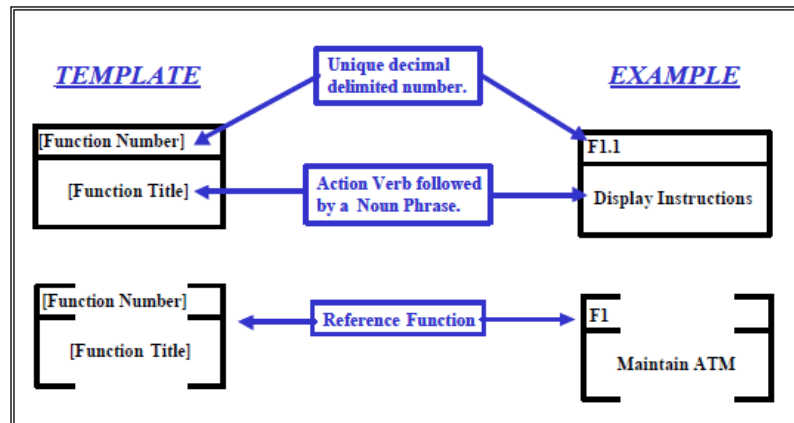 TEMPLATE
Unique decimal
delimited number.
EXAMPLE
[Function Number]
F1.1
[Function Title]
Action Verb followed
by a Noun Phrase.
Display Instructions
[Function Number]
Reference Function
F1
[Function Title]
Maintain ATM